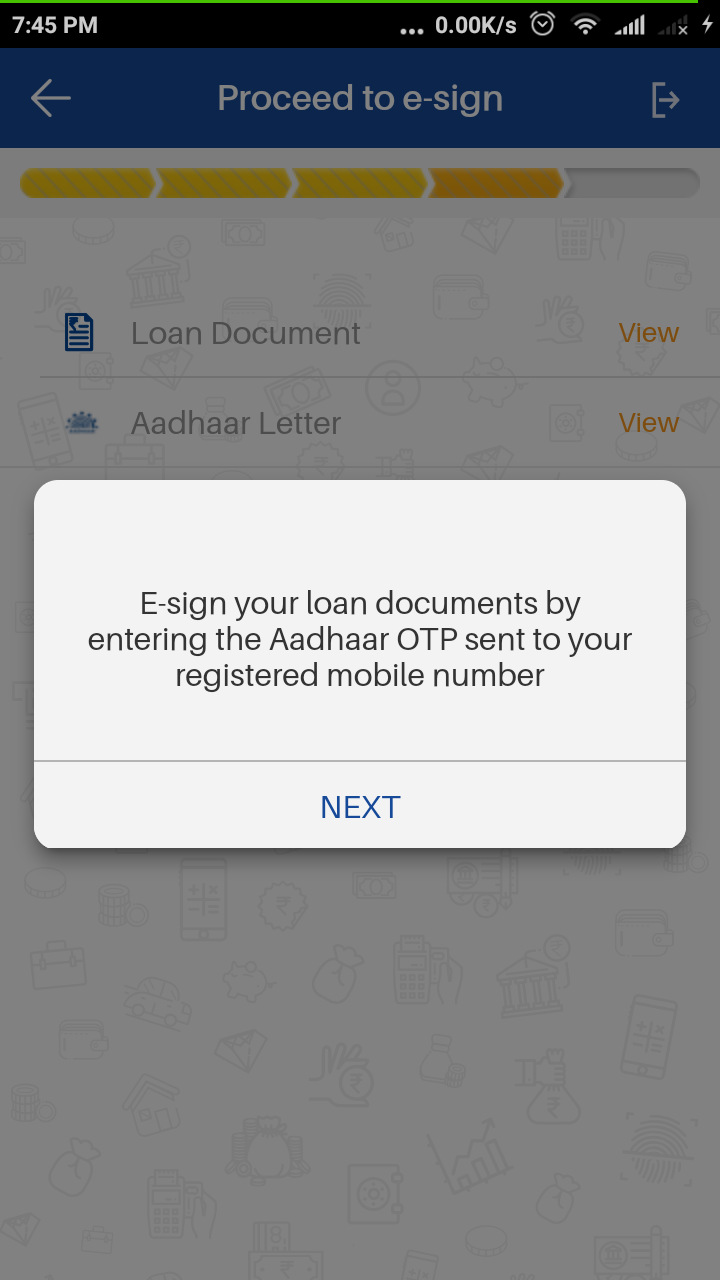 7:45 PM ... 0.00K/s
Proceed to e-sign
Loan Document View
Aadhaar Letter View
E-sign your loan documents by
entering the Aadhaar OTP sent to your
registered mobile number
NEXT